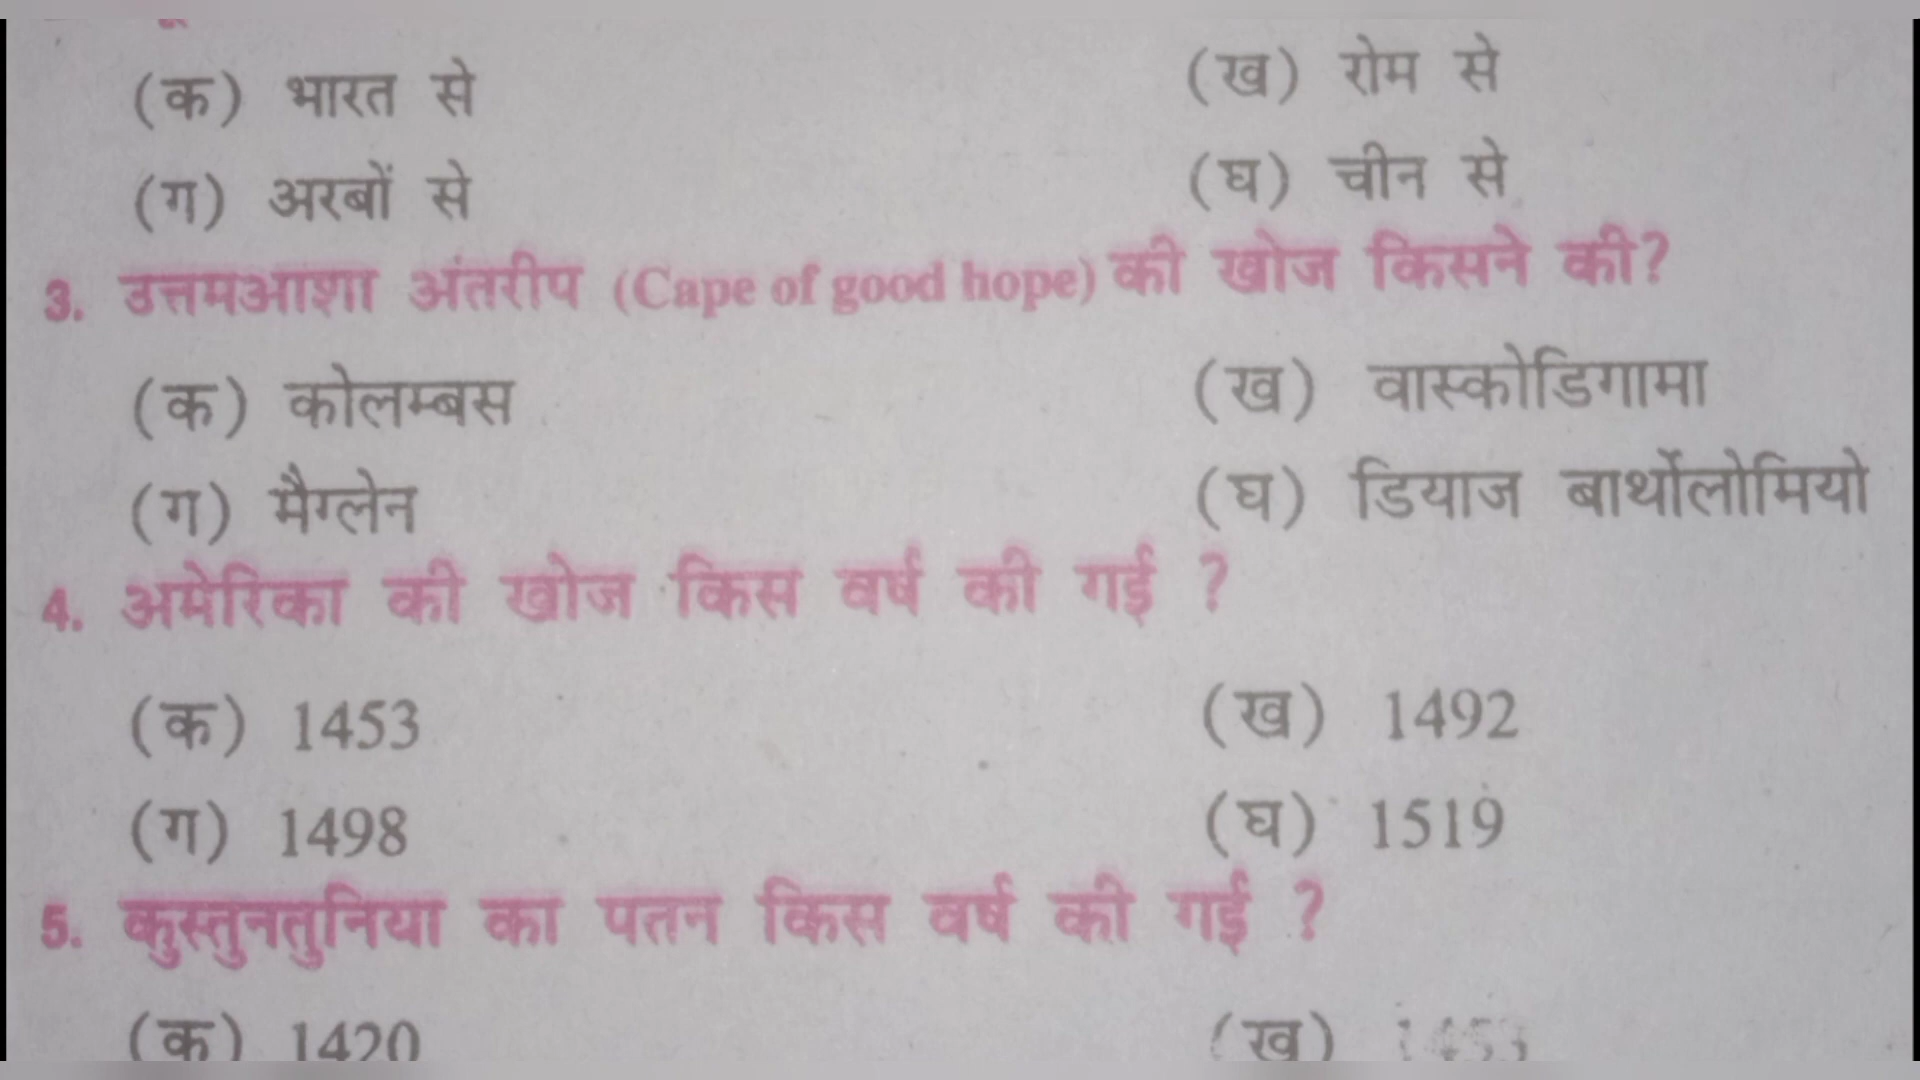 (क) भारत से (ख) रोम से
(ग) अरबों से (घ) चीन से
3. उत्तमआशा अंतरीप (Cape of good hope) की खोज किसने की?
(क) कोलम्बस (ख) वास्कोडिगामा
(ग) मैग्लेन (घ) डियाज बार्थोलोमियो
4. अमेरिका की खोज किस वर्ष की गई ?
(क) 1453 (ख) 1492
(ग) 1498 (घ) 1519
5. कुस्तुनतुनिया का पतन किस वर्ष की गई ?
(क) 1420 (ख) 1453